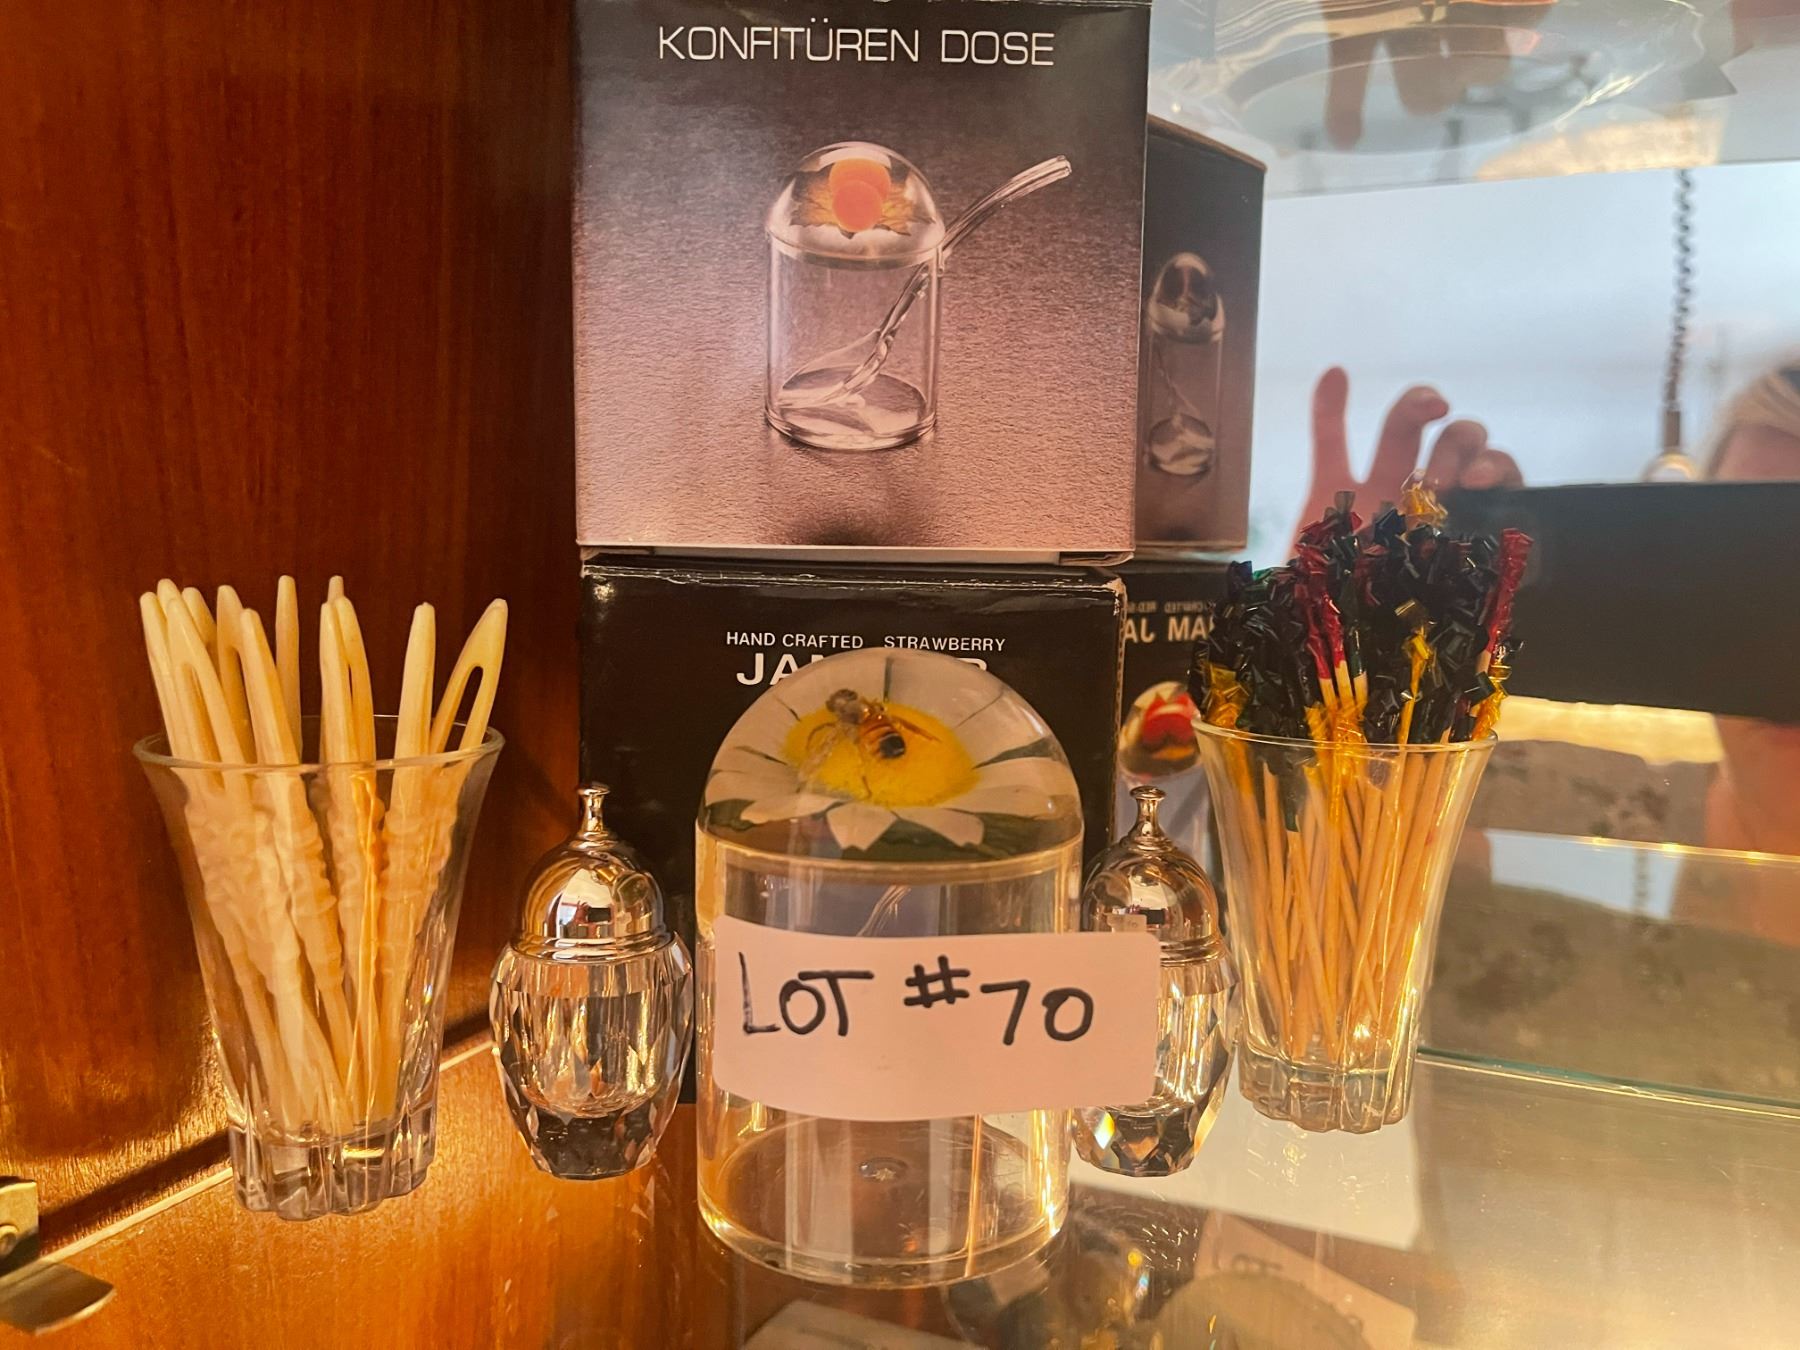 KONFITÜREN DOSE
HAND CRAFTED STRAWBERRY
LOT #70